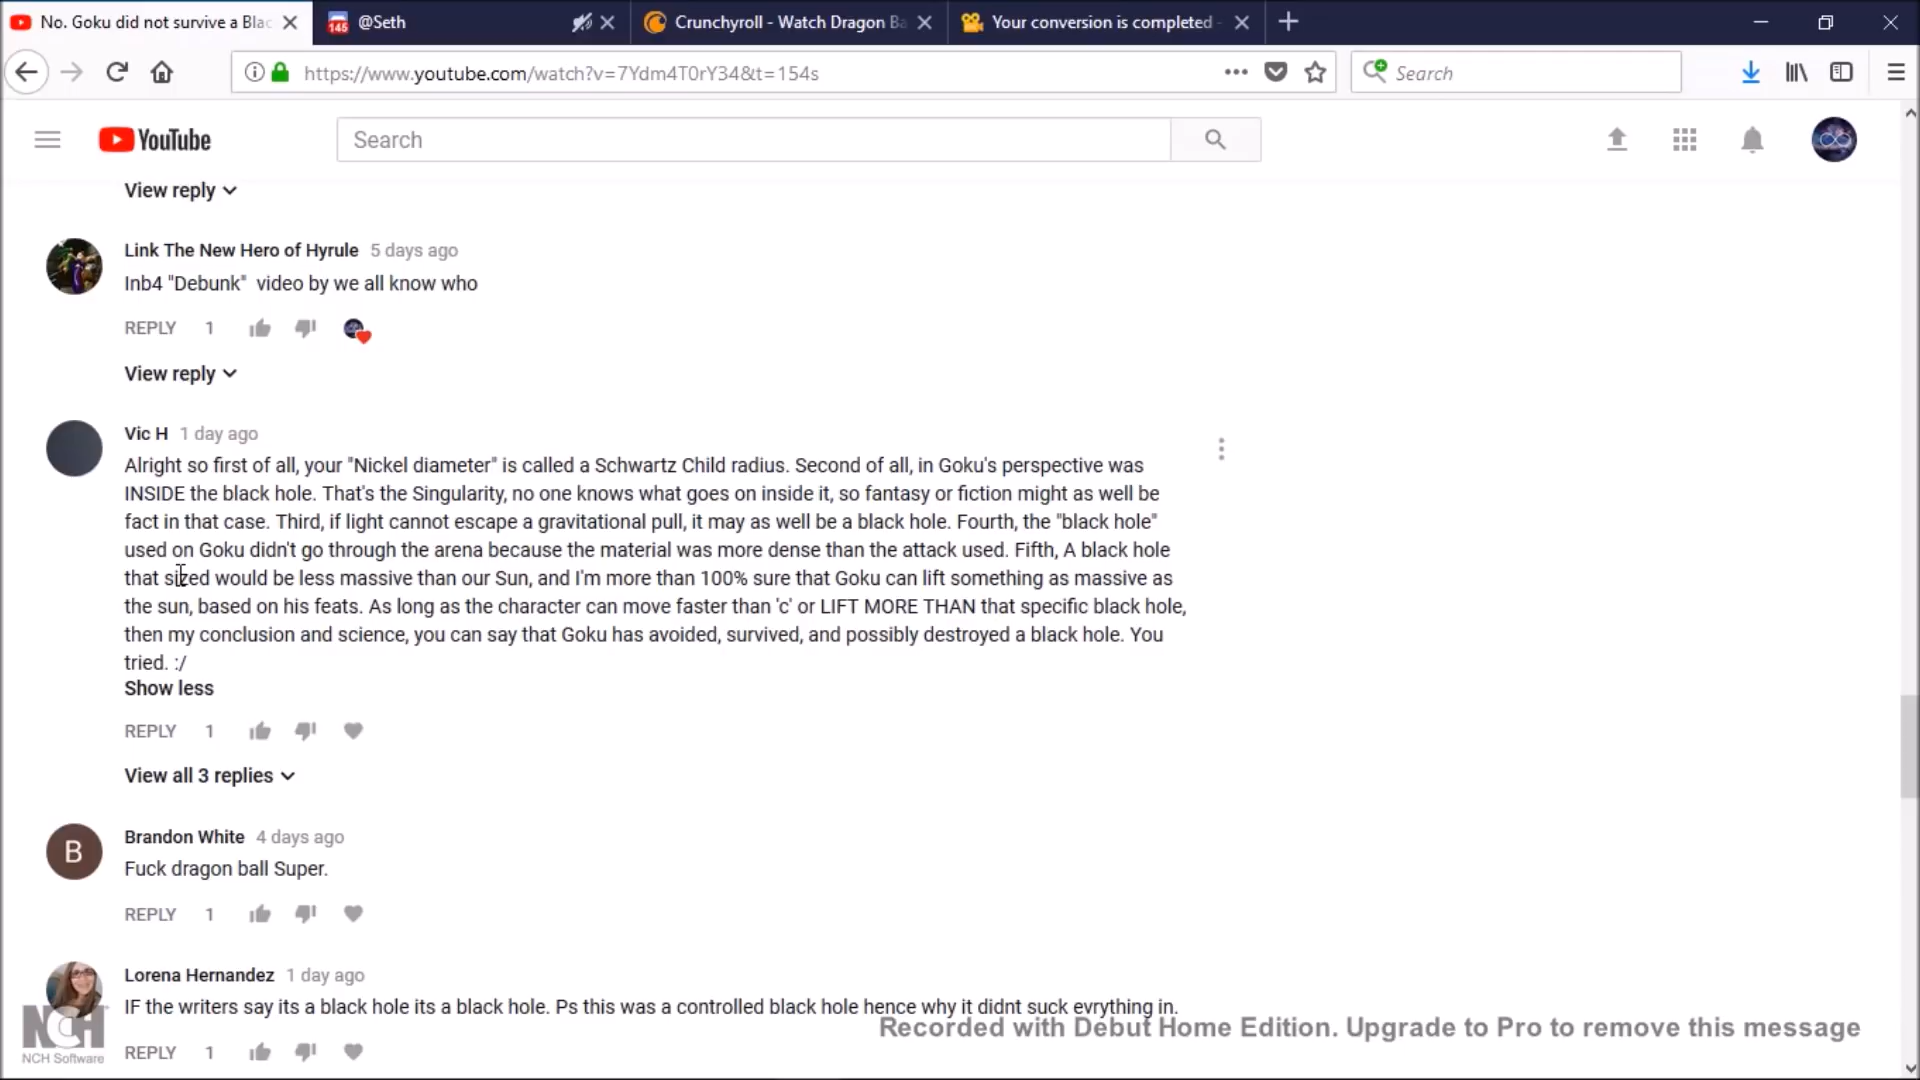 No. Goku did not survive a Blac
145 @Seth
Crunchyroll - Watch Dragon Ba
Your conversion is completed -
https://www.youtube.com/watch?v=7Ydm4T0rY34&t=154s
Search
YouTube
Search
View reply
Link The New Hero of Hyrule 5 days ago
Inb4 "Debunk"  video by we all know who
REPLY 1
View reply
Vic H 1 day ago
Alright so first of all, your "Nickel diameter" is called a Schwartz Child radius. Second of all, in Goku's perspective was
INSIDE the black hole. That's the Singularity, no one knows what goes on inside it, so fantasy or fiction might as well be
fact in that case. Third, if light cannot escape a gravitational pull, it may as well be a black hole. Fourth, the "black hole"
used on Goku didn't go through the arena because the material was more dense than the attack used. Fifth, A black hole
that sized would be less massive than our Sun, and I'm more than 100% sure that Goku can lift something as massive as
the sun, based on his feats. As long as the character can move faster than 'c' or LIFT MORE THAN that specific black hole,
then my conclusion and science, you can say that Goku has avoided, survived, and possibly destroyed a black hole. You
tried. :/
Show less
REPLY 1
View all 3 replies
B
Brandon White 4 days ago
Fuck dragon ball Super.
REPLY 1
Lorena Hernandez 1 day ago
IF the writers say its a black hole its a black hole. Ps this was a controlled black hole hence why it didnt suck evrything in.
Recorded with Debut Home Edition. Upgrade to Pro to remove this message
NCH
NCH Software
REPLY 1